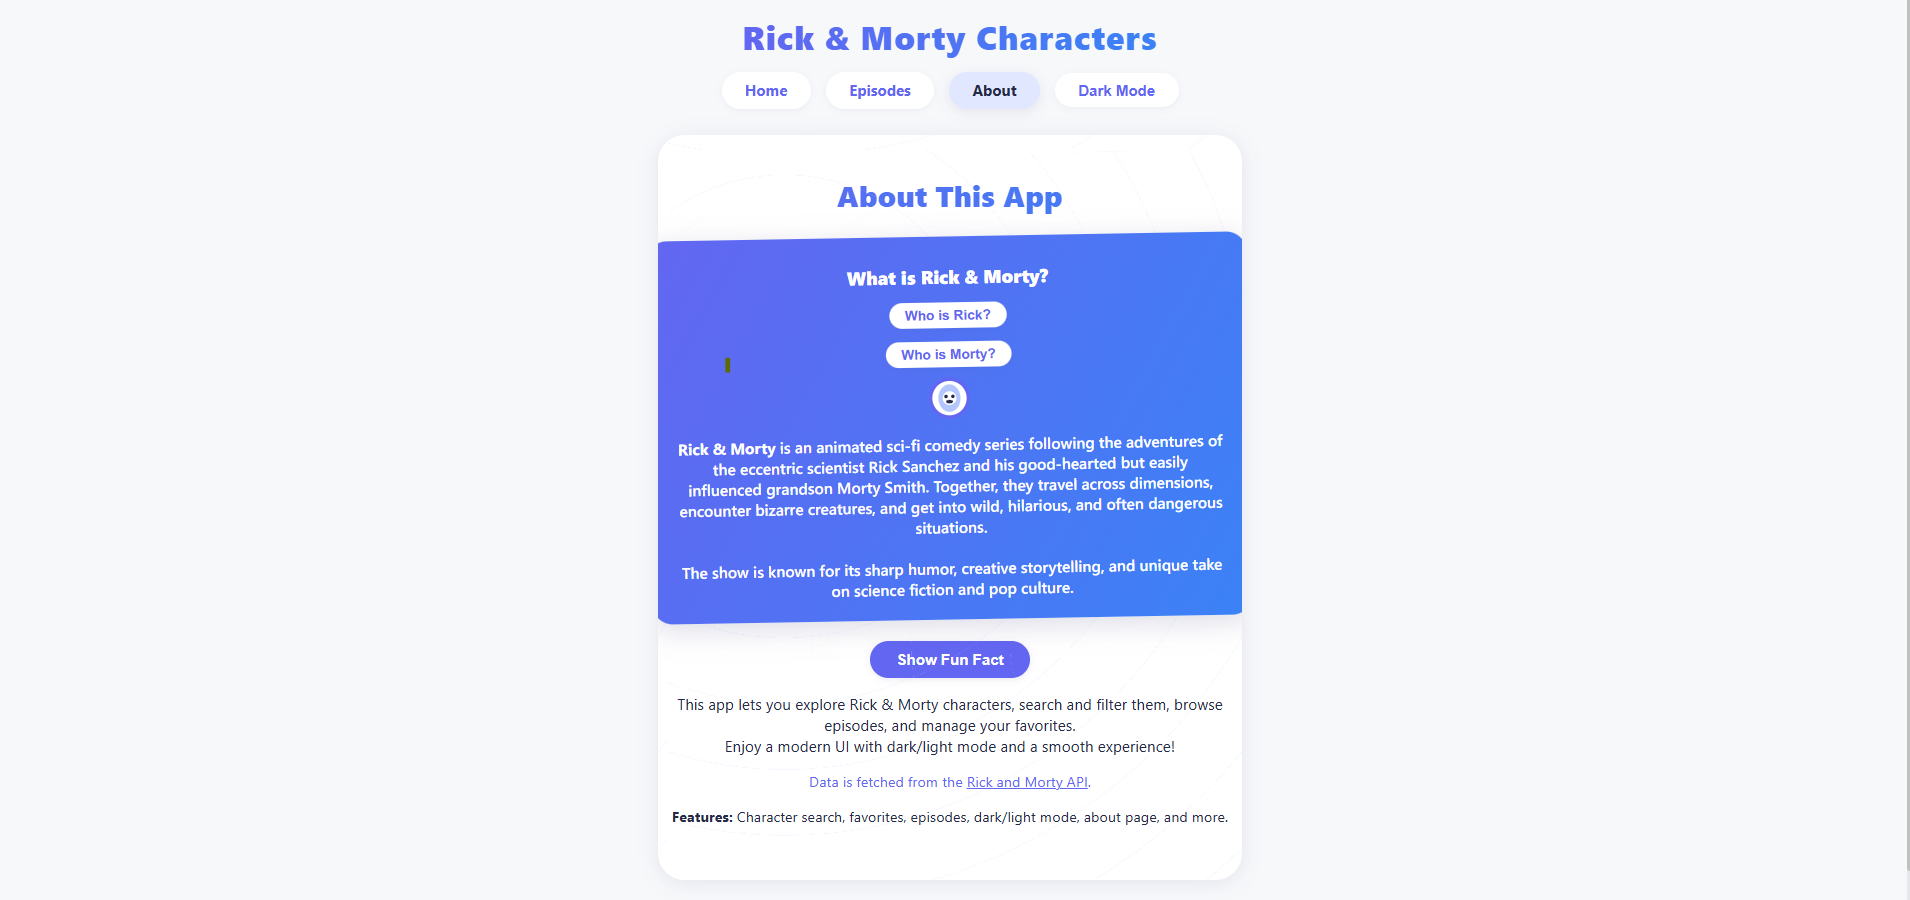 Rick & Morty Characters
Home
Episodes
About
Dark Mode
About This App
What is Rick & Morty?
Who is Rick?
Who is Morty?
Rick & Morty is an animated sci-fi comedy series following the adventures of
the eccentric scientist Rick Sanchez and his good-hearted but easily
influenced grandson Morty Smith. Together, they travel across dimensions,
encounter bizarre creatures, and get into wild, hilarious, and often dangerous
situations.
The show is known for its sharp humor, creative storytelling, and unique take
on science fiction and pop culture.
Show Fun Fact
This app lets you explore Rick & Morty characters, search and filter them, browse
episodes, and manage your favorites.
Enjoy a modern UI with dark/light mode and a smooth experience!
Data is fetched from the Rick and Morty API.
Features: Character search, favorites, episodes, dark/light mode, about page, and more.